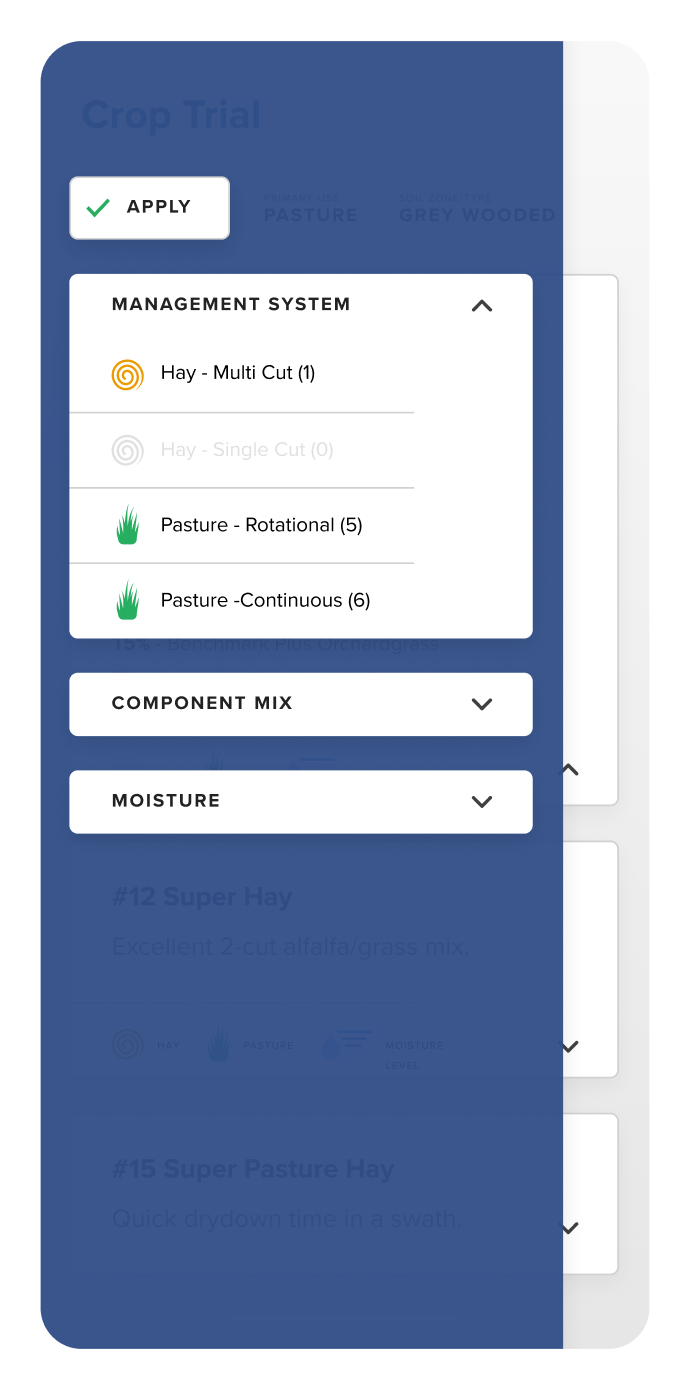 Crop Trial
APPLY
PRIMARY USE
PASTURE
SOIL ZONE/TYPE
GREY WOODED
MANAGEMENT SYSTEM
Hay - Multi Cut (1)
Hay - Single Cut (0)
Pasture - Rotational (5)
Pasture -Continuous (6)
15% - Benchmark Plus Orchardgrass
COMPONENT MIX
MOISTURE
#12 Super Hay
Excellent 2-cut alfalfa/grass mix.
HAY
PASTURE
MOISTURE
LEVEL
#15 Super Pasture Hay
Quick drydown time in a swath.